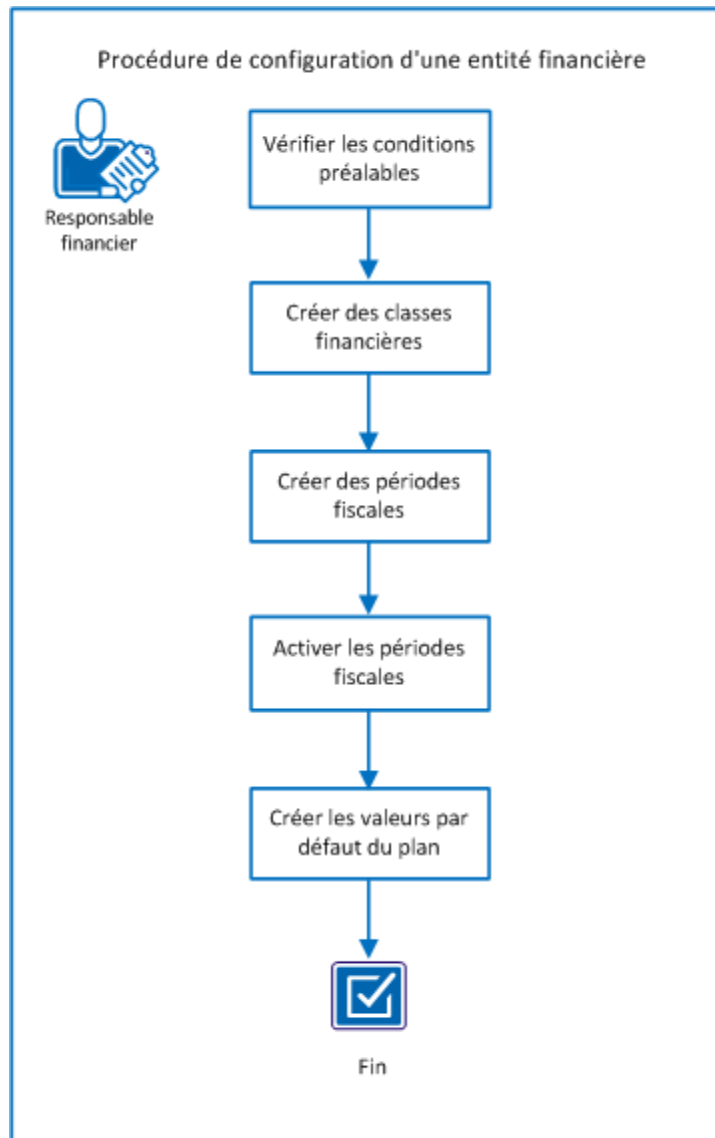 Procédure de configuration d'une entité financière
Responsable
financier
Vérifier les conditions
préalables
Créer des classes
financières
Créer des périodes
fiscales
Activer les périodes
fiscales
Créer les valeurs par
défaut du plan
Fin